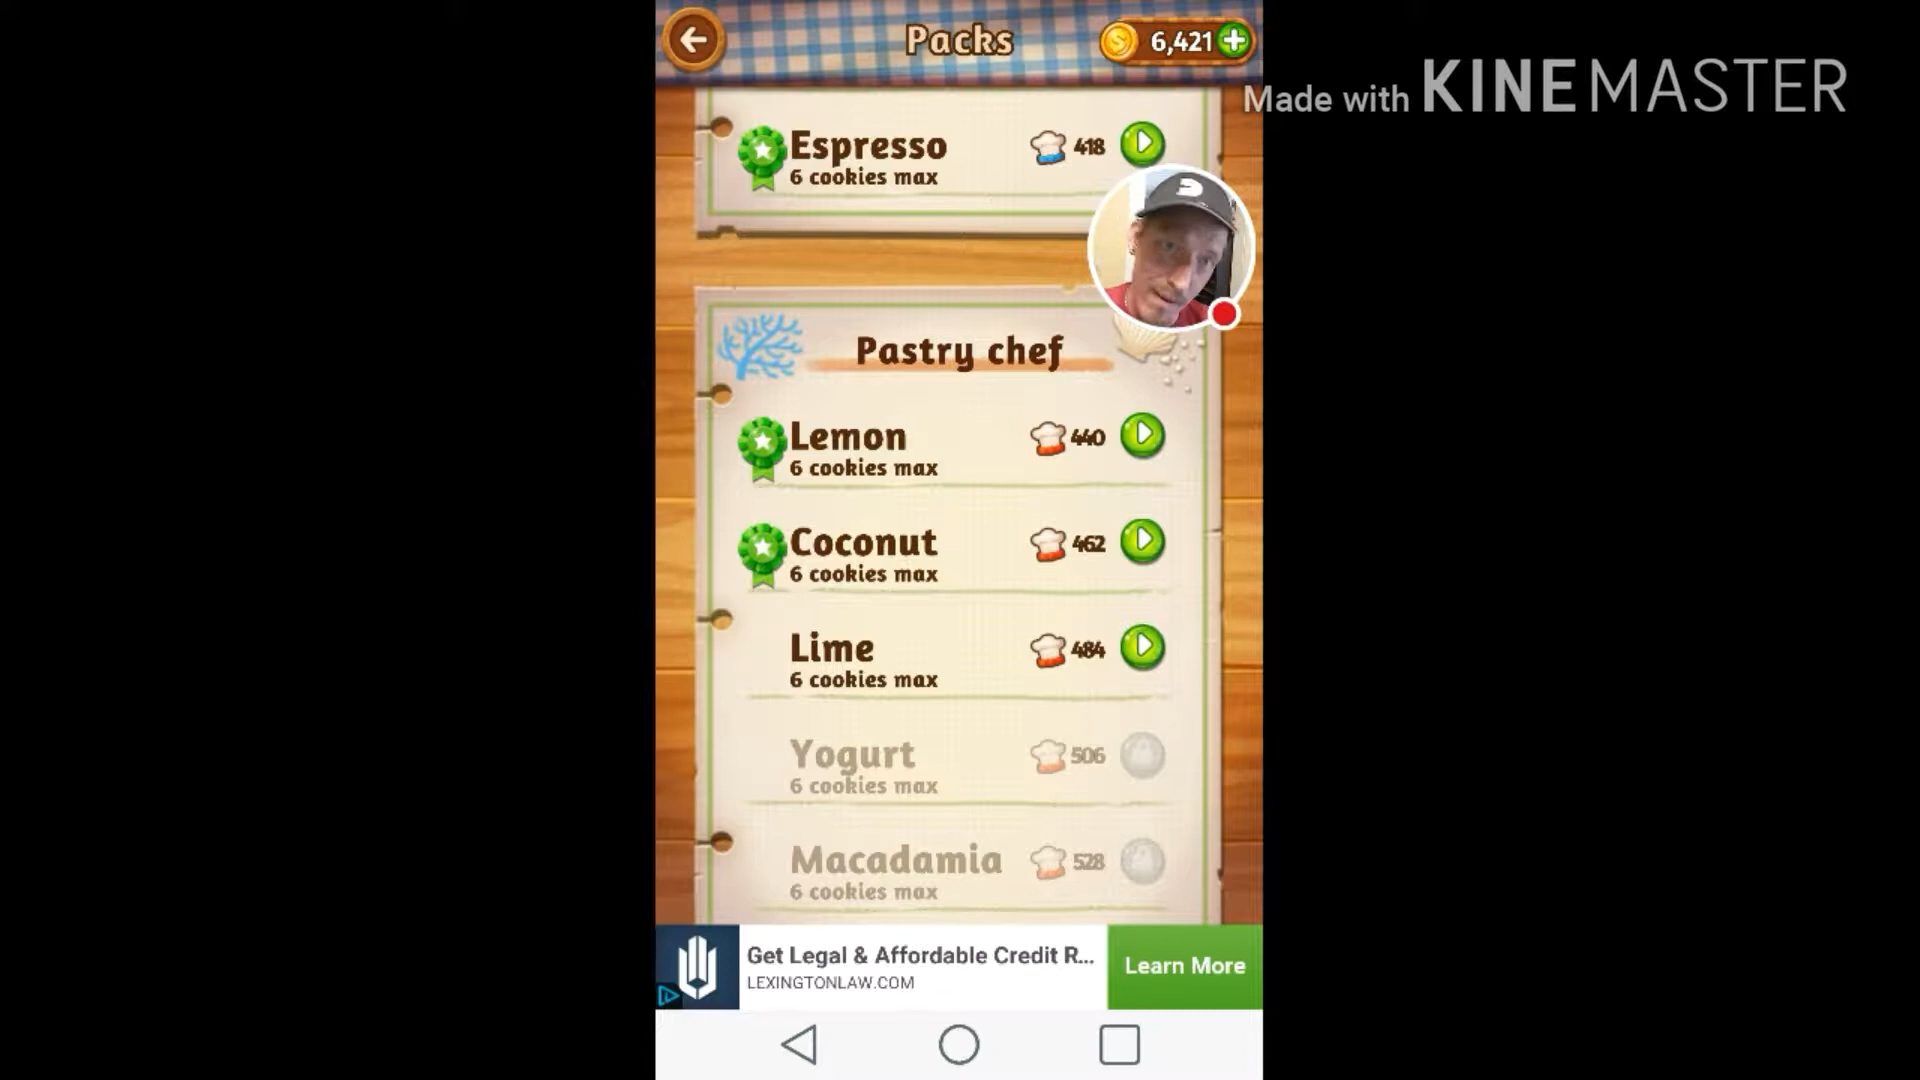 Packs
6,421
Made with KINEMASTER
Espresso
418
6 cookies max
Pastry chef
Lemon
440
6 cookies max
Coconut
462
6 cookies max
Lime
484
6 cookies max
Yogurt
506
6 cookies max
Macadamia
528
6 cookies max
Get Legal & Affordable Credit R...
LEXINGTONLAW.COM
Learn More